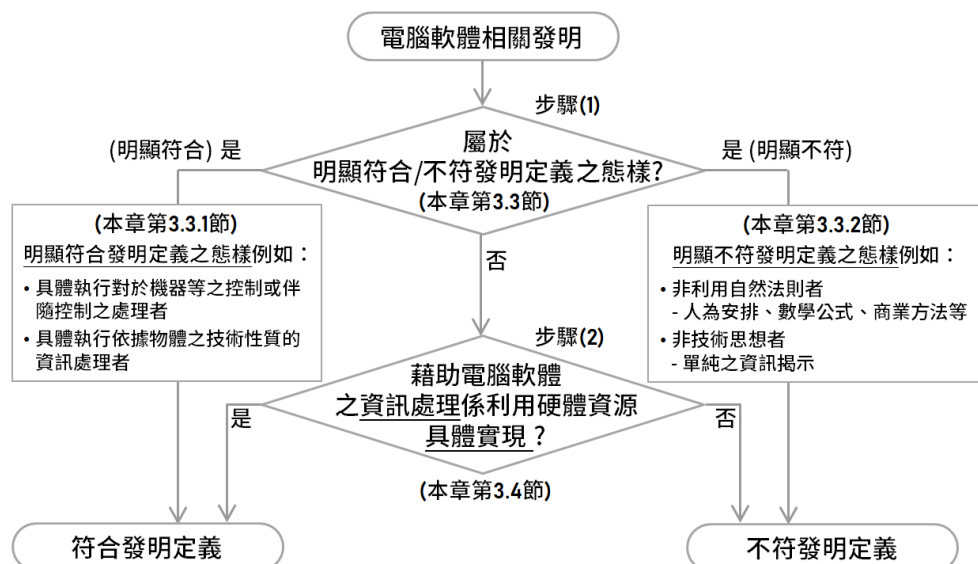 電腦軟體相關發明
步驟(1)
屬於
明顯符合/不符發明定義之態樣?
(本章第3.3節)
(明顯符合) 是
是 (明顯不符)
(本章第3.3.1節)
明顯符合發明定義之態樣例如：
• 具體執行對於機器等之控制或伴
隨控制之處理者
• 具體執行依據物體之技術性質的
資訊處理者
(本章第3.3.2節)
明顯不符發明定義之態樣例如：
• 非利用自然法則者
- 人為安排、數學公式、商業方法等
• 非技術思想者
- 單純之資訊揭示
否
步驟(2)
藉助電腦軟體
之資訊處理係利用硬體資源
具體實現？
(本章第3.4節)
是
否
符合發明定義
不符發明定義